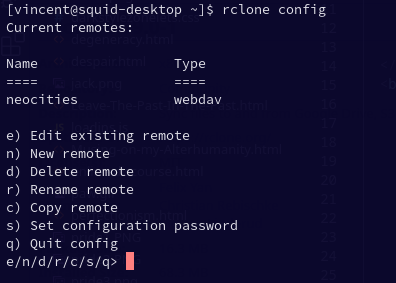 [vincent@squid-desktop ~]$ rclone config
Current remotes:
Name Type
==== ====
neocities webdav
e) Edit existing remote
n) New remote
d) Delete remote
r) Rename remote
c) Copy remote
s) Set configuration password
q) Quit config
e/n/d/r/c/s/q>